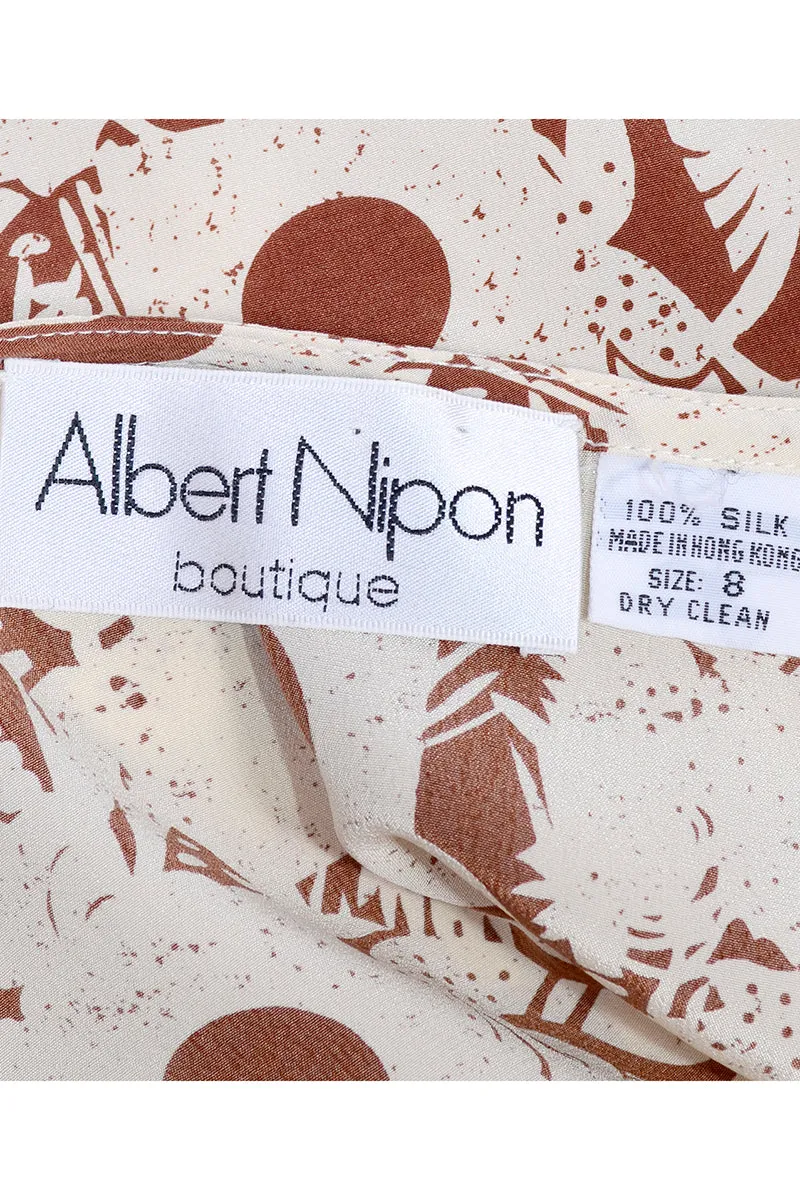 Albert Nipon
boutique
100% SILK
MADE IN HONG KONG
SIZE: 8
DRY CLEAN